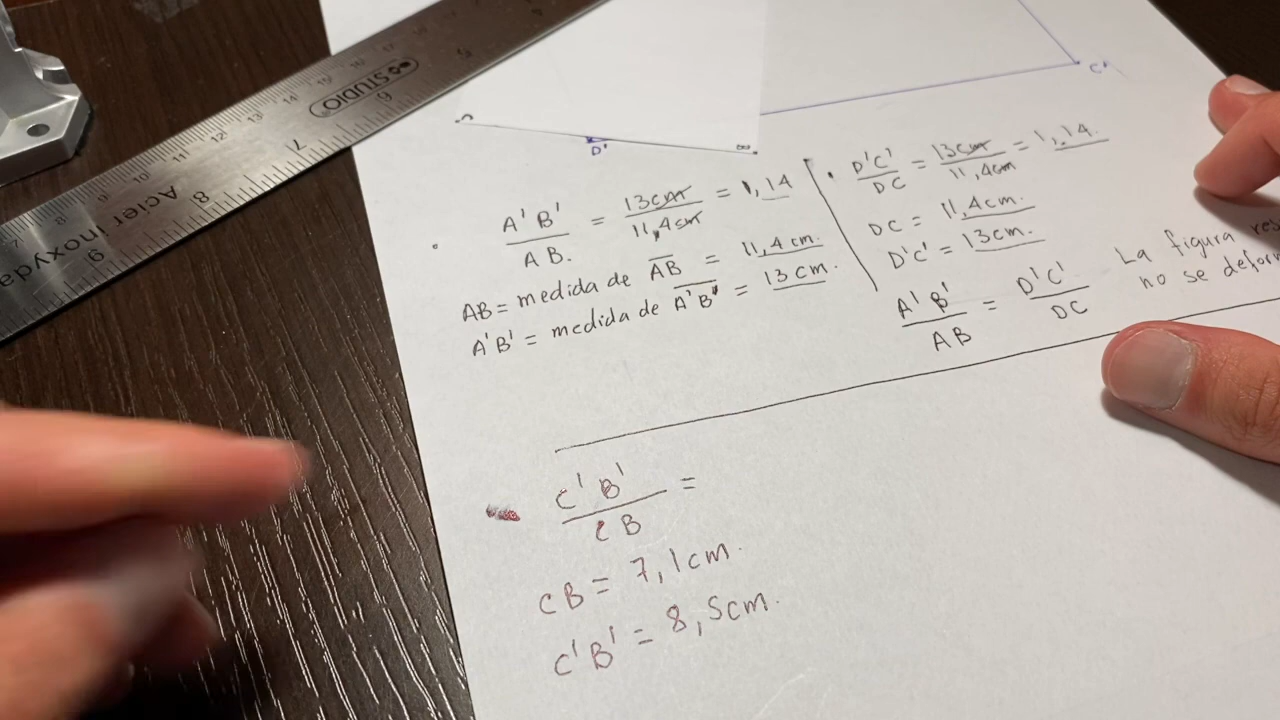 STUDIO
Acier inoxyda
C'
D'
A'B' / AB. = 13cm / 11,4cm = 1,14
AB = medida de AB = 11,4 cm.
A'B' = medida de A'B' = 13 cm.
D'C' / DC = 13cm / 11,4cm = 1,14.
DC = 11,4cm.
D'C' = 13cm.
A'B' / AB = D'C' / DC
La figura
no se
C'B' / CB =
CB = 7,1cm.
C'B' = 8,5cm.